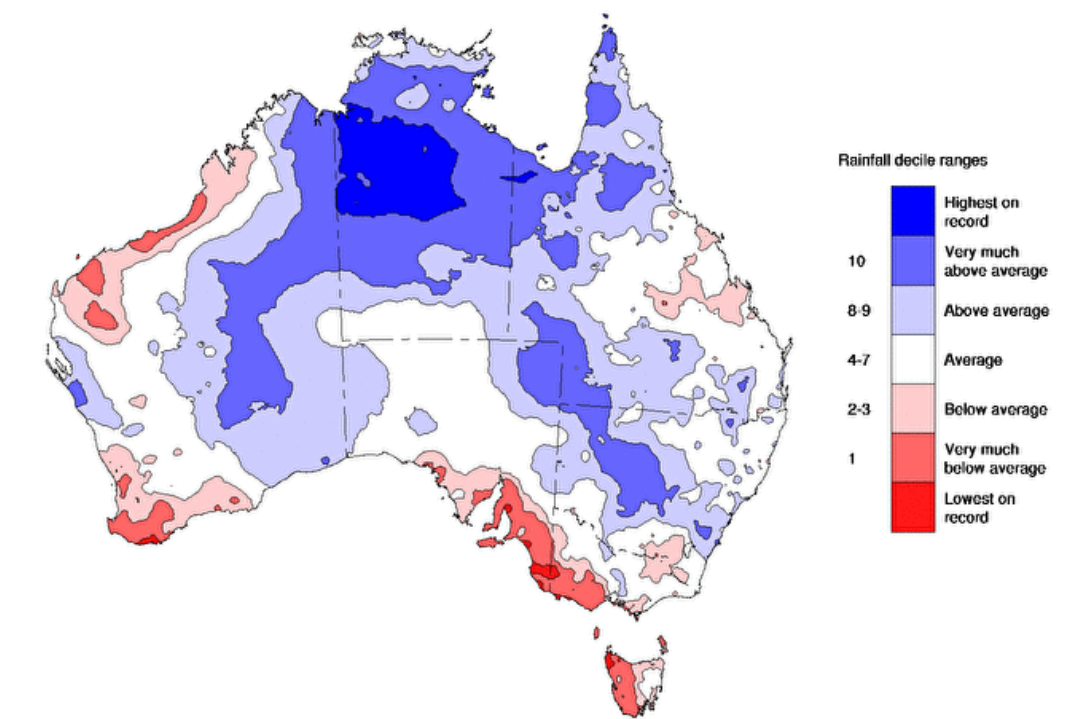 Rainfall decile ranges
Highest on
record
10
Very much
above average
8-9
Above average
4-7
Average
2-3
Below average
1
Very much
below average
Lowest on
record